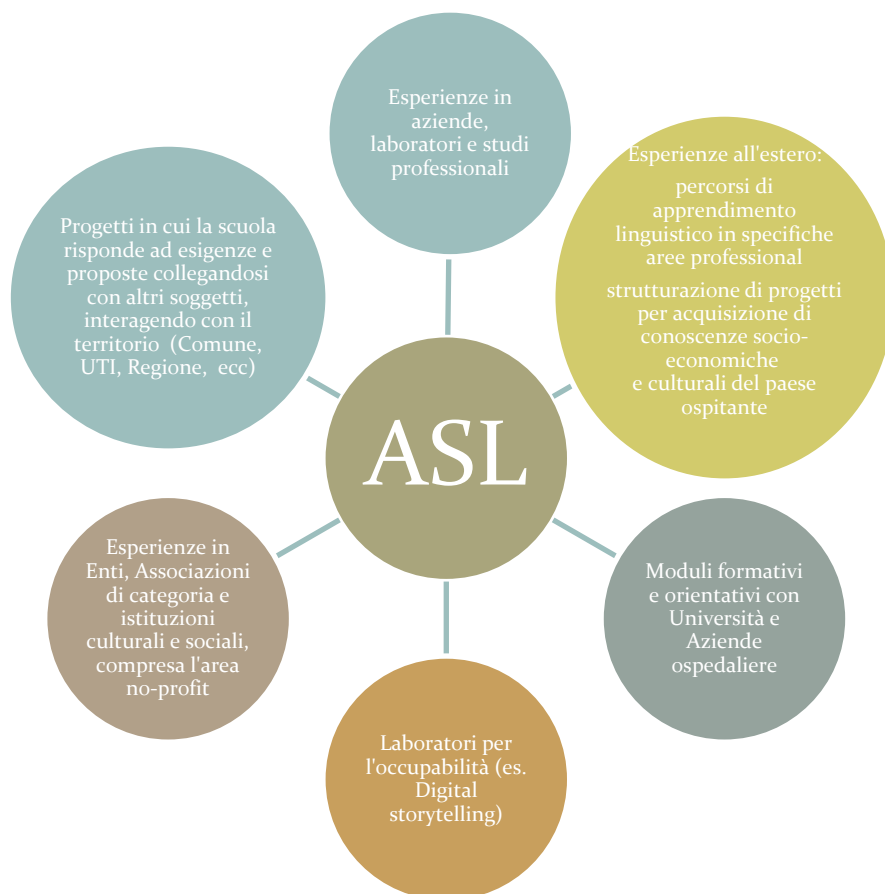 Esperienze in
aziende,
laboratori e studi
professionali
Esperienze all'estero:
percorsi di
apprendimento
linguistico in specifiche
aree professional
strutturazione di progetti
per acquisizione di
conoscenze socio-
economiche
e culturali del paese
ospitante
Moduli formativi
e orientativi con
Università e
Aziende
ospedaliere
Laboratori per
l'occupabilità (es.
Digital
storytelling)
Esperienze in
Enti, Associazioni
di categoria e
istituzioni
culturali e sociali,
compresa l'area
no-profit
Progetti in cui la scuola
risponde ad esigenze e
proposte collegandosi
con altri soggetti,
interagendo con il
territorio (Comune,
UTI, Regione, ecc)
ASL